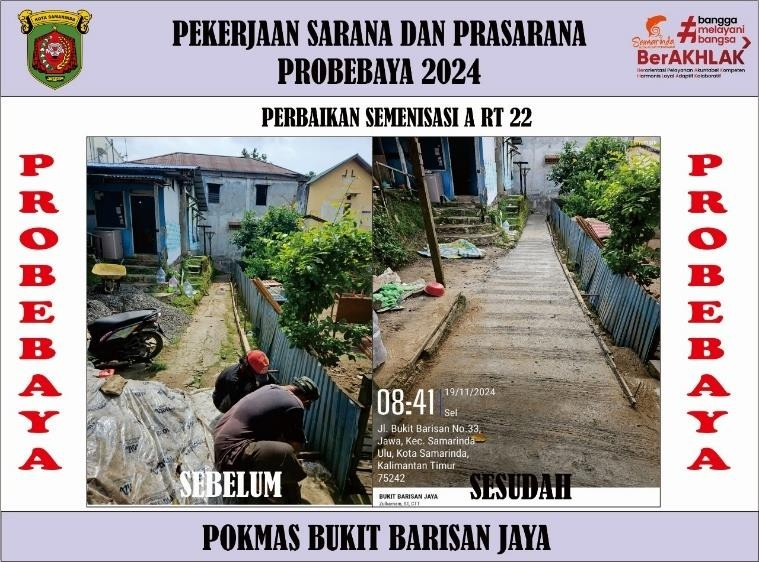 KOTA SAMARINDA
PEKERJAAN SARANA DAN PRASARANA
PROBEBAYA 2024
Samarinda
#bangga
melayani
bangsa
BerAKHLAK
Berorientasi Pelayanan Akuntabel Kompeten
Harmonis Loyal Adaptif Kolaboratif
PERBAIKAN SEMENISASI A RT 22
PROBEBAYA
PROBEBAYA
SEBELUM
08:41
19/11/2024
Sel
Jl. Bukit Barisan No.33,
Jawa, Kec. Samarinda
Ulu, Kota Samarinda,
Kalimantan Timur
75242
BUKIT BARISAN JAYA
SESUDAH
POKMAS BUKIT BARISAN JAYA